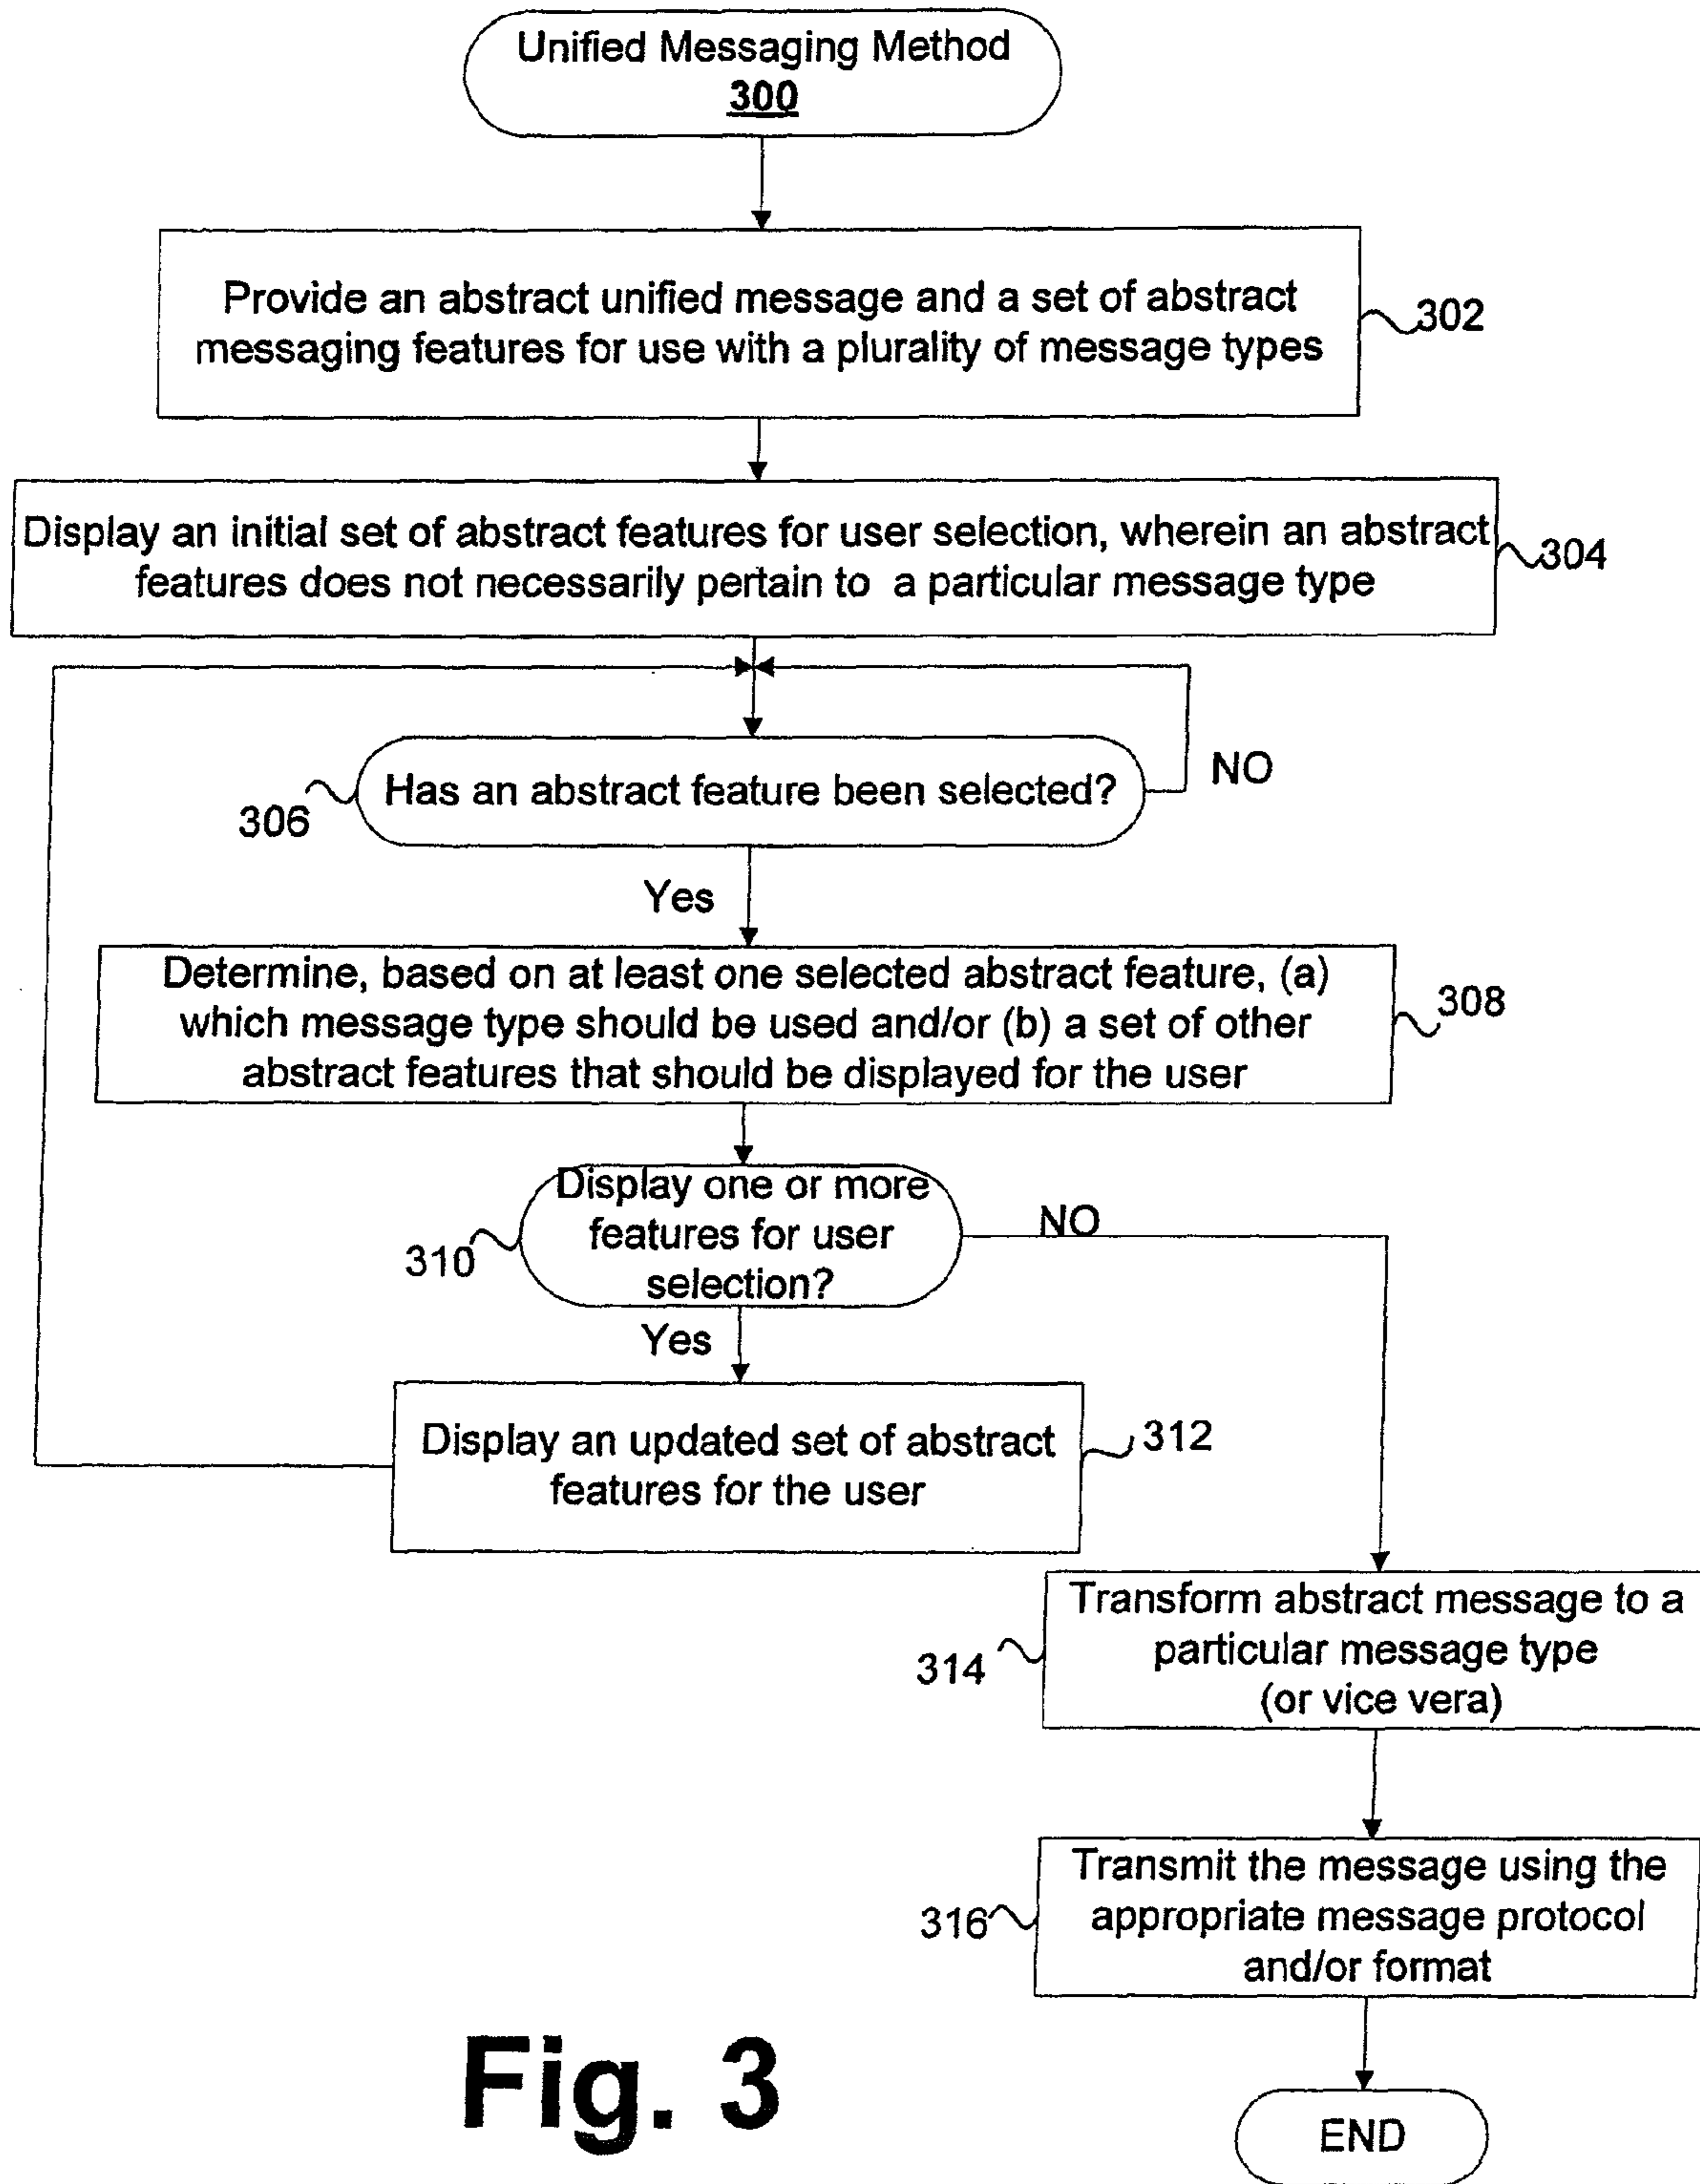 Unified Messaging Method
300
Provide an abstract unified message and a set of abstract
messaging features for use with a plurality of message types
302
Display an initial set of abstract features for user selection, wherein an abstract
features does not necessarily pertain to a particular message type
304
Has an abstract feature been selected?
NO
306
Yes
Determine, based on at least one selected abstract feature, (a)
which message type should be used and/or (b) a set of other
abstract features that should be displayed for the user
308
Display one or more
features for user
selection?
NO
310
Yes
Display an updated set of abstract
features for the user
312
Transform abstract message to a
particular message type
(or vice vera)
314
Transmit the message using the
appropriate message protocol
and/or format
316
END
Fig. 3